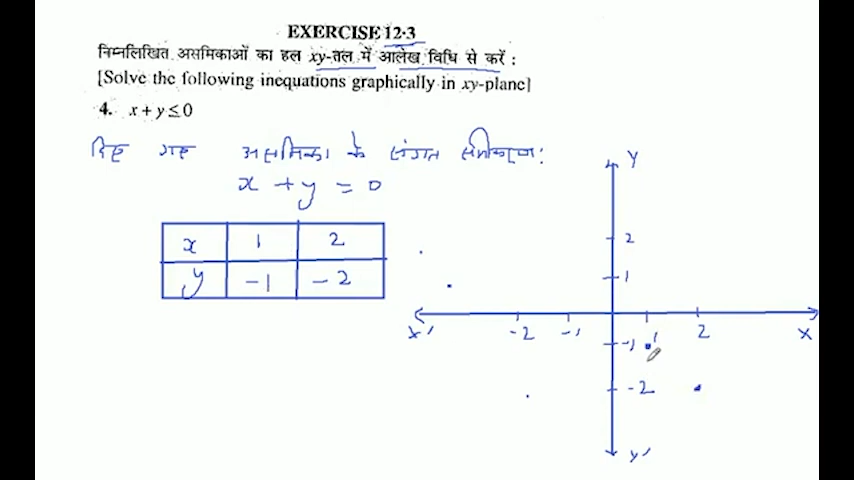 EXERCISE 12·3
निम्नलिखित असमिकाओं का हल xy-तल में आलेख विधि से करें :
[Solve the following inequations graphically in xy-plane]
4. x + y ≤ 0
दिए गए असमिका के संगत समीकरण:
x + y = 0
x 1 2
y -1 -2
Y
2
1
X' -2 -1 1 2 X
-1
-2
Y'